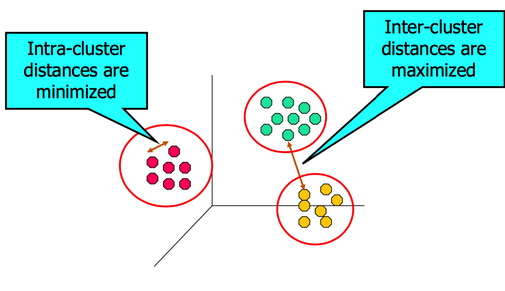 Intra-cluster
distances are
minimized
Inter-cluster
distances are
maximized